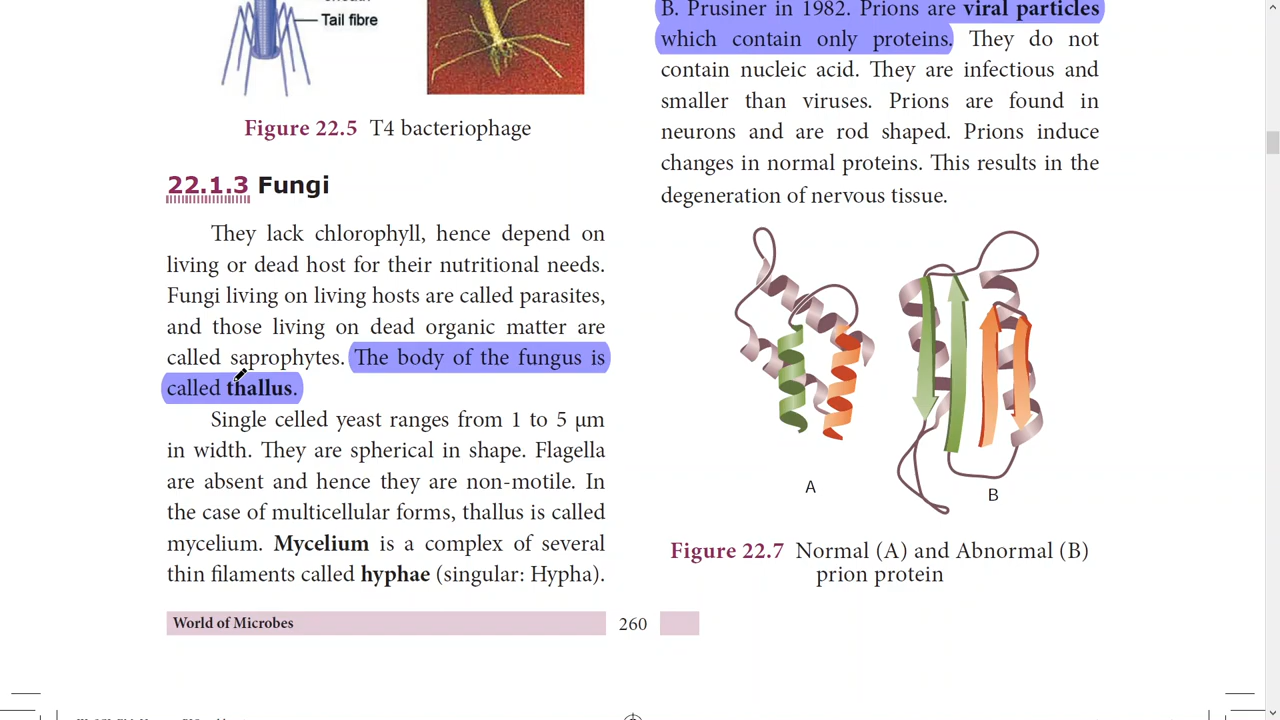 Tail fibre
Figure 22.5 T4 bacteriophage
22.1.3 Fungi
They lack chlorophyll, hence depend on
living or dead host for their nutritional needs.
Fungi living on living hosts are called parasites,
and those living on dead organic matter are
called saprophytes. The body of the fungus is
called thallus.
Single celled yeast ranges from 1 to 5 µm
in width. They are spherical in shape. Flagella
are absent and hence they are non-motile. In
the case of multicellular forms, thallus is called
mycelium. Mycelium is a complex of several
thin filaments called hyphae (singular: Hypha).
B. Prusiner in 1982. Prions are viral particles
which contain only proteins. They do not
contain nucleic acid. They are infectious and
smaller than viruses. Prions are found in
neurons and are rod shaped. Prions induce
changes in normal proteins. This results in the
degeneration of nervous tissue.
A
B
Figure 22.7 Normal (A) and Abnormal (B)
prion protein
World of Microbes
260